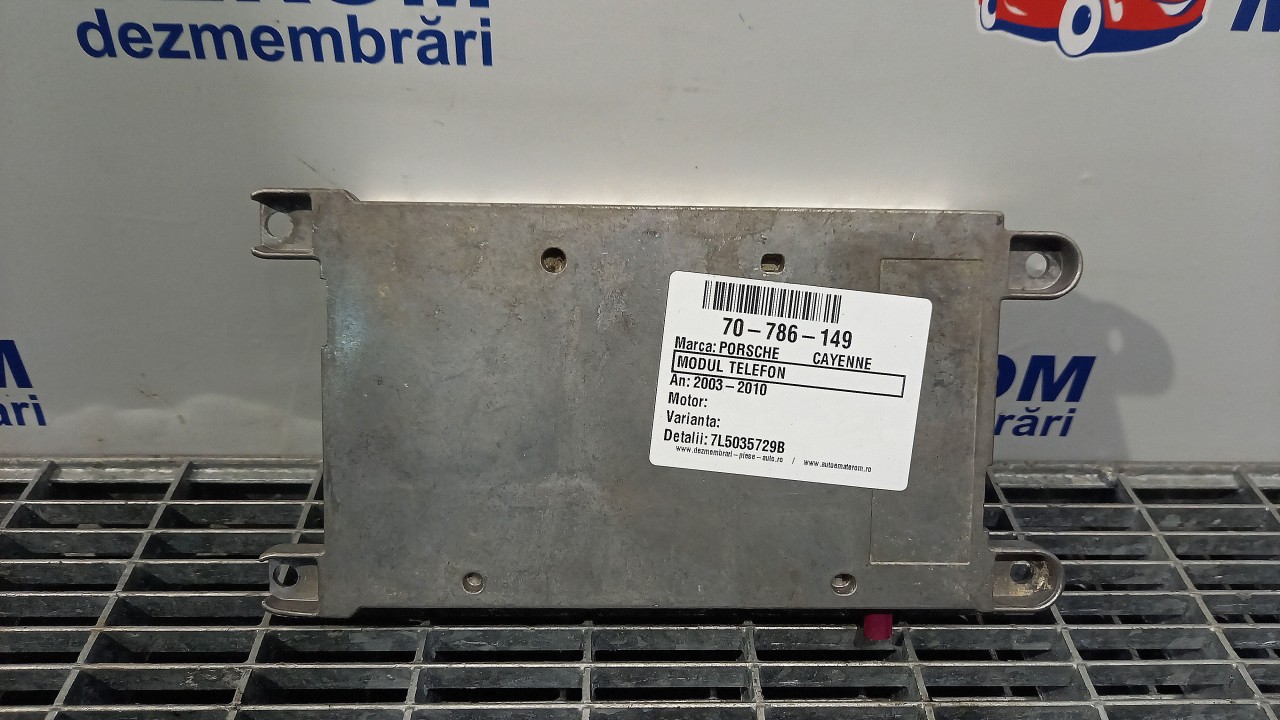 dezmembrări
70-786-149
Marca: PORSCHE CAYENNE
MODUL TELEFON
An: 2003-2010
Motor:
Varianta:
Detalii: 7L5035729B
www.dezmembrari-piese-auto.ro / www.autoematerom.ro